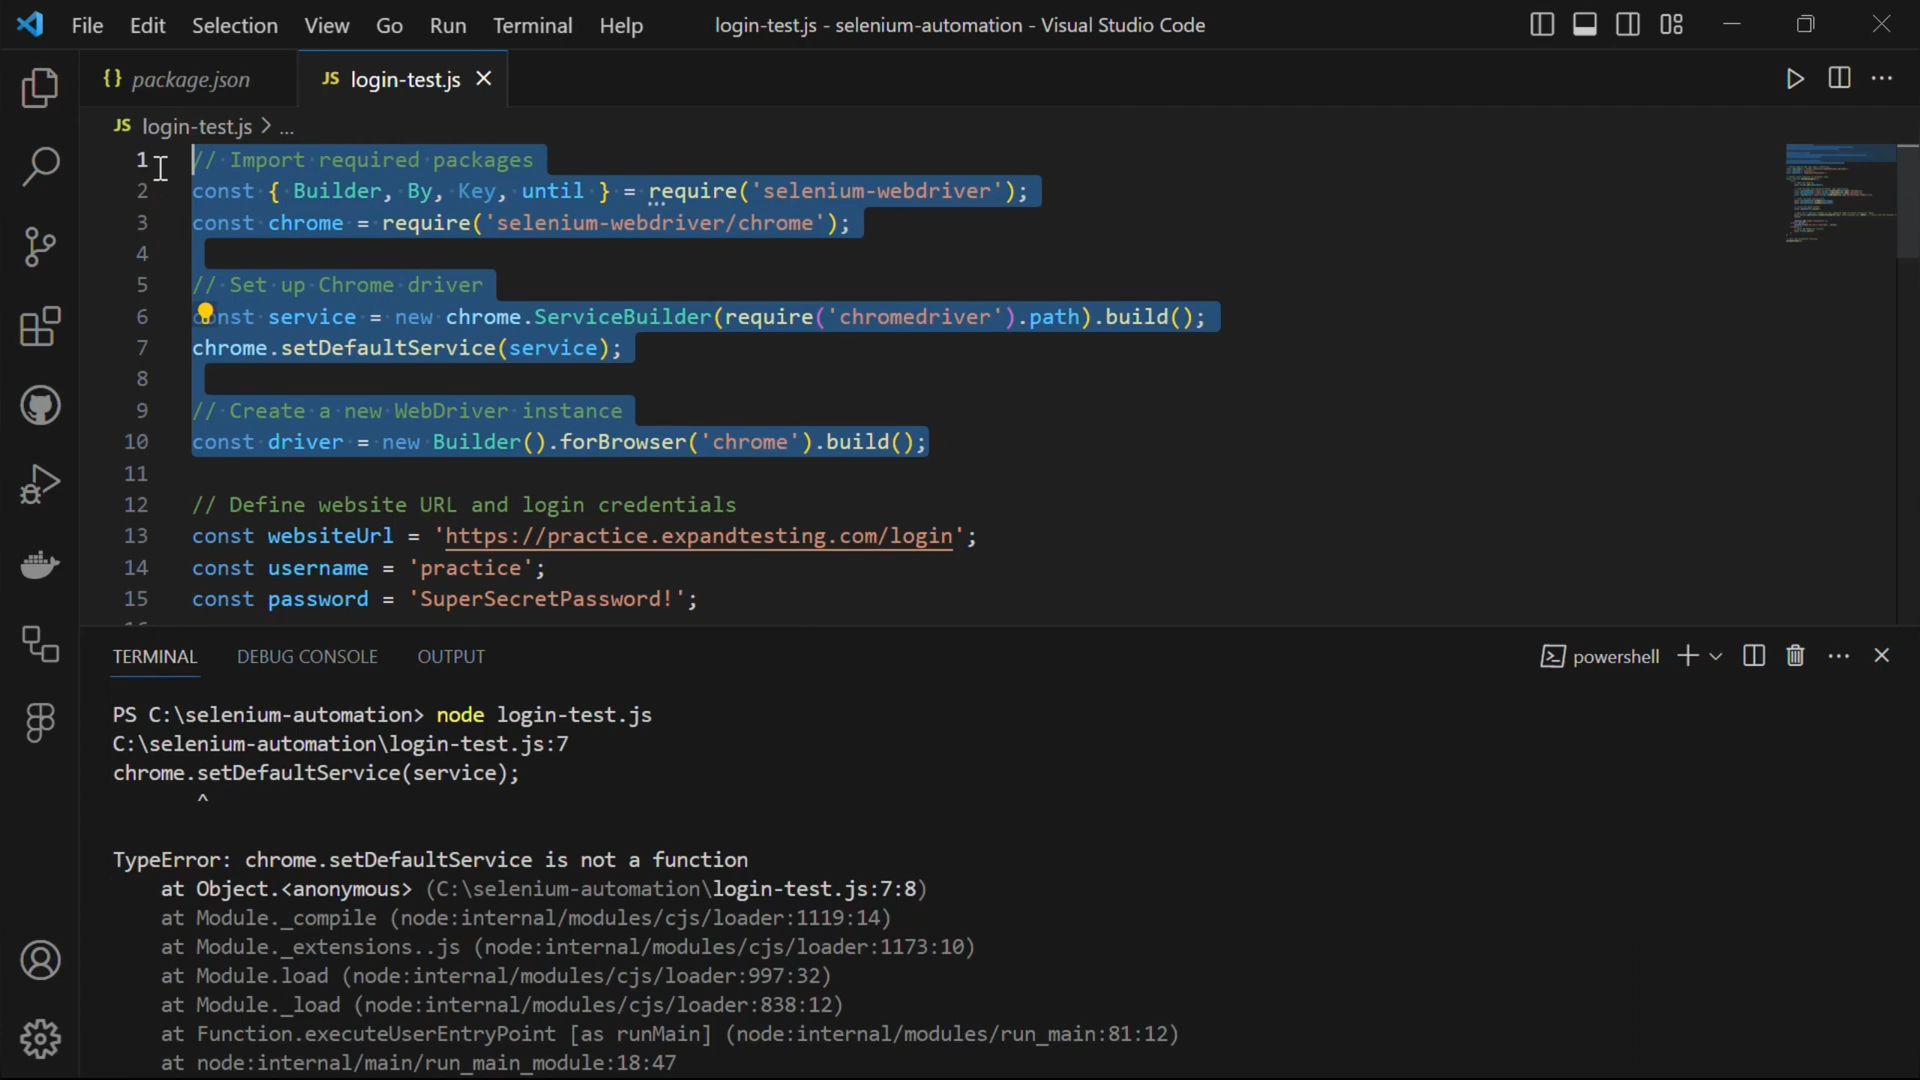 File Edit Selection View Go Run Terminal Help login-test.js - selenium-automation - Visual Studio Code
{} package.json JS login-test.js
JS login-test.js > ...
1 // Import required packages
2 const { Builder, By, Key, until } = require('selenium-webdriver');
3 const chrome = require('selenium-webdriver/chrome');
4
5 // Set up Chrome driver
6 const service = new chrome.ServiceBuilder(require('chromedriver').path).build();
7 chrome.setDefaultService(service);
8
9 // Create a new WebDriver instance
10 const driver = new Builder().forBrowser('chrome').build();
11
12 // Define website URL and login credentials
13 const websiteUrl = 'https://practice.expandtesting.com/login';
14 const username = 'practice';
15 const password = 'SuperSecretPassword!';
TERMINAL DEBUG CONSOLE OUTPUT powershell
PS C:\selenium-automation> node login-test.js
C:\selenium-automation\login-test.js:7
chrome.setDefaultService(service);
^
TypeError: chrome.setDefaultService is not a function
at Object.<anonymous> (C:\selenium-automation\login-test.js:7:8)
at Module._compile (node:internal/modules/cjs/loader:1119:14)
at Module._extensions..js (node:internal/modules/cjs/loader:1173:10)
at Module.load (node:internal/modules/cjs/loader:997:32)
at Module._load (node:internal/modules/cjs/loader:838:12)
at Function.executeUserEntryPoint [as runMain] (node:internal/modules/run_main:81:12)
at node:internal/main/run_main_module:18:47